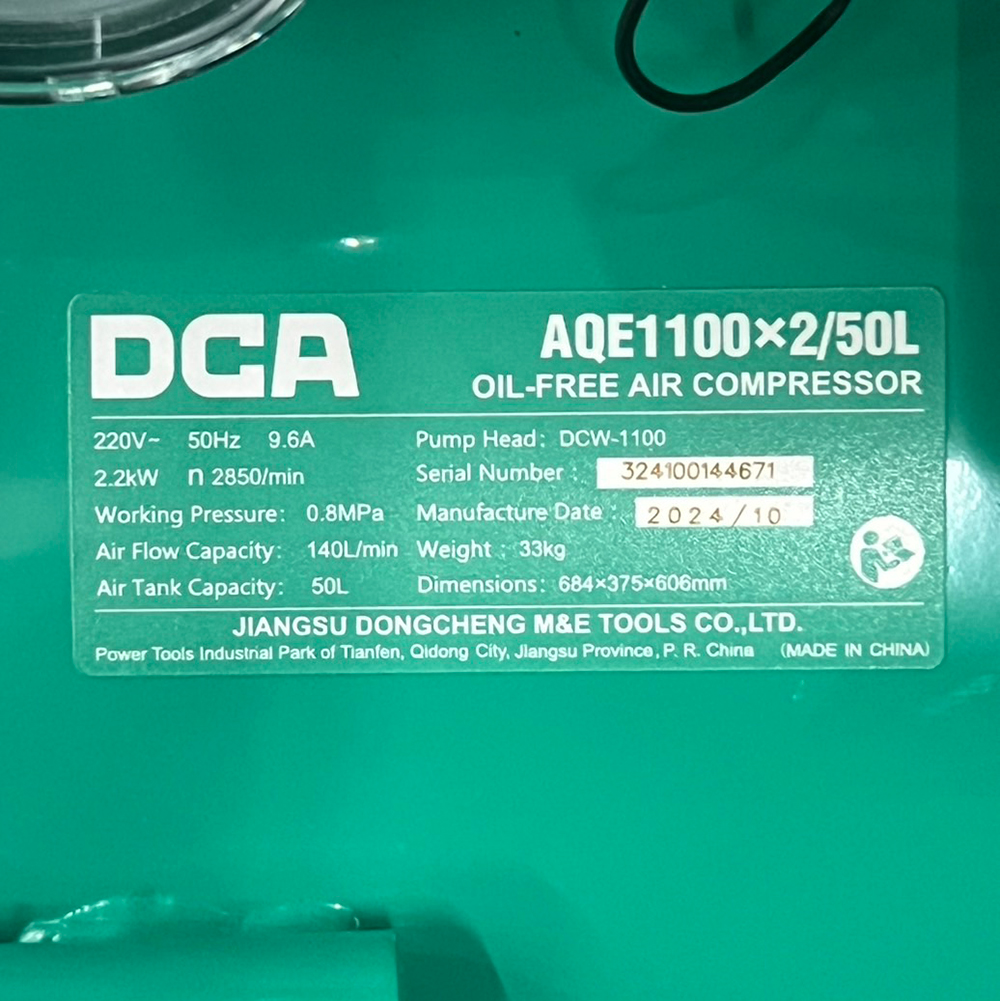 DCA
AQE1100×2/50L
OIL-FREE AIR COMPRESSOR
220V~ 50Hz 9.6A
2.2kW n 2850/min
Working Pressure: 0.8MPa
Air Flow Capacity: 140L/min
Air Tank Capacity: 50L
Pump Head: DCW-1100
Serial Number : 324100144671
Manufacture Date : 2024/10
Weight : 33kg
Dimensions: 684×375×606mm
JIANGSU DONGCHENG M&E TOOLS CO.,LTD.
Power Tools Industrial Park of Tianfen, Qidong City, Jiangsu Province, P. R. China (MADE IN CHINA)